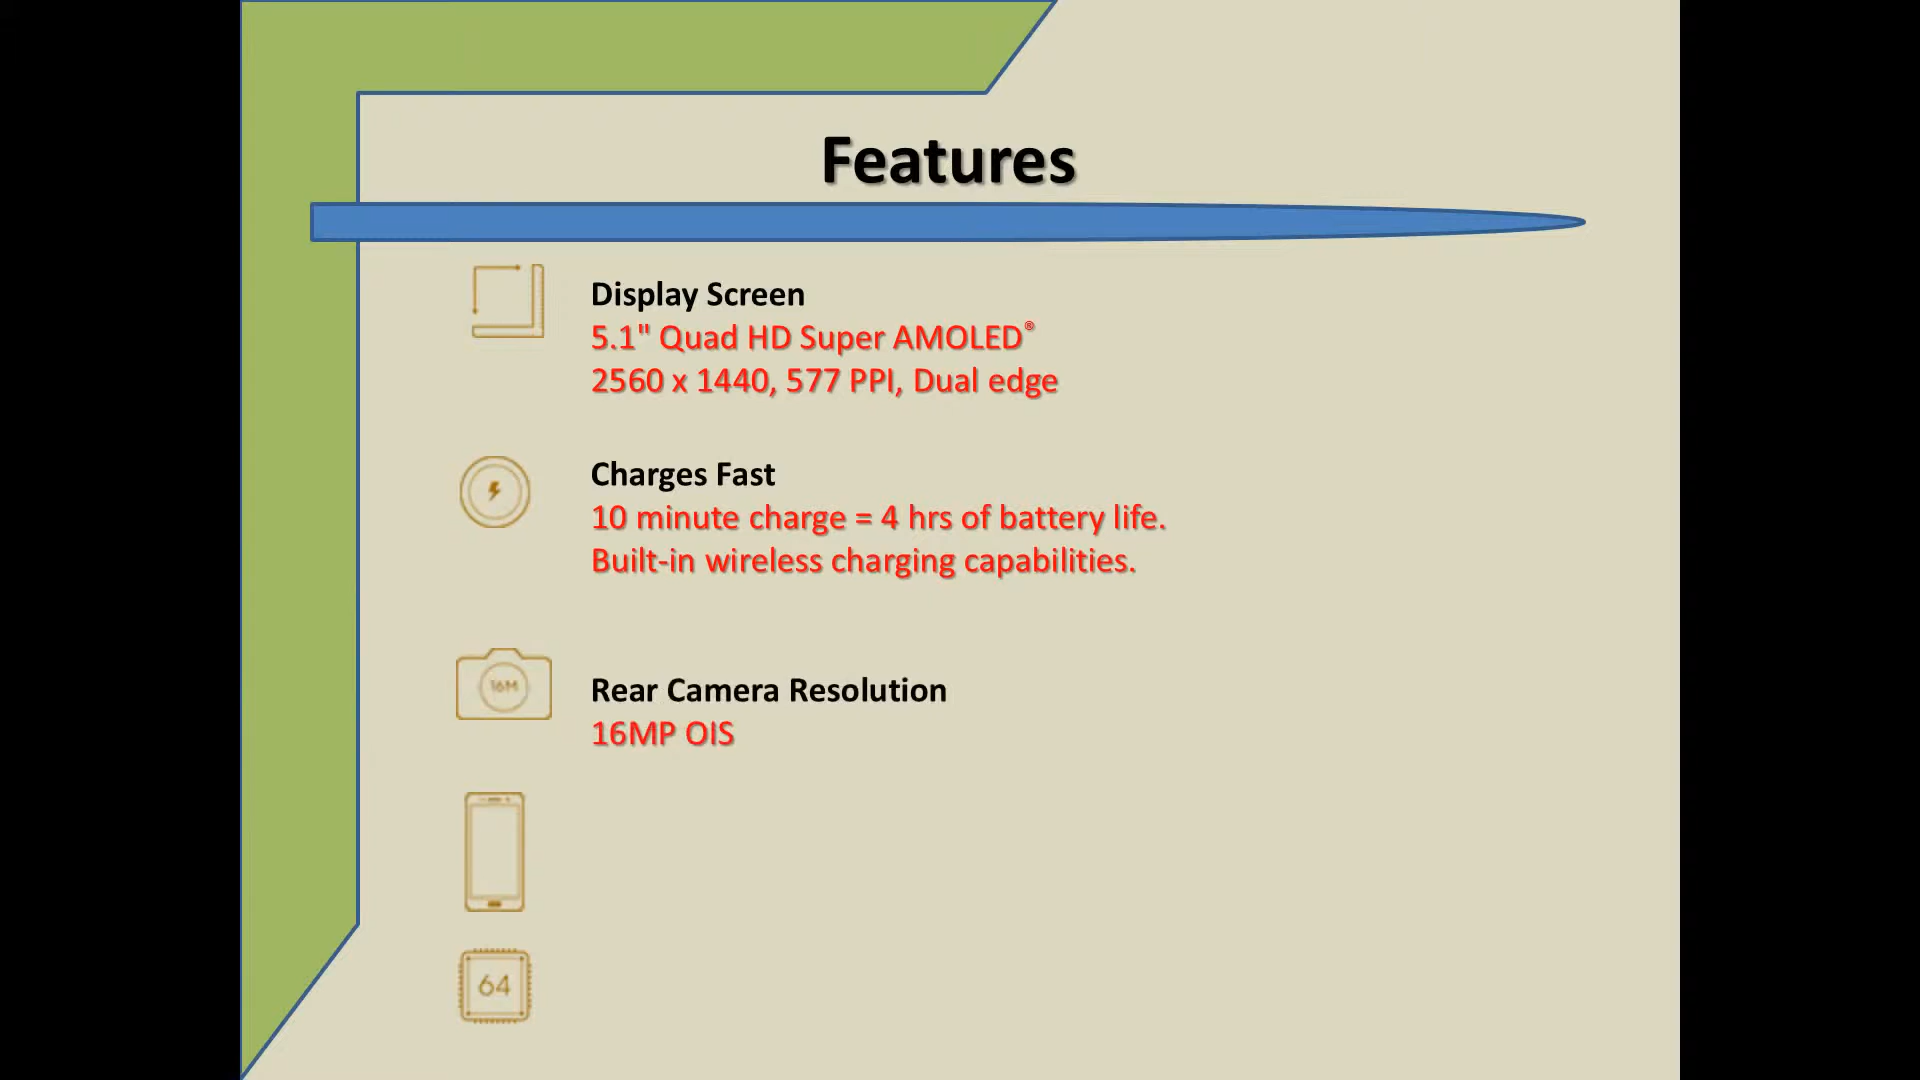 Features
Display Screen
5.1" Quad HD Super AMOLED®
2560 x 1440, 577 PPI, Dual edge
Charges Fast
10 minute charge = 4 hrs of battery life.
Built-in wireless charging capabilities.
16M
Rear Camera Resolution
16MP OIS
64